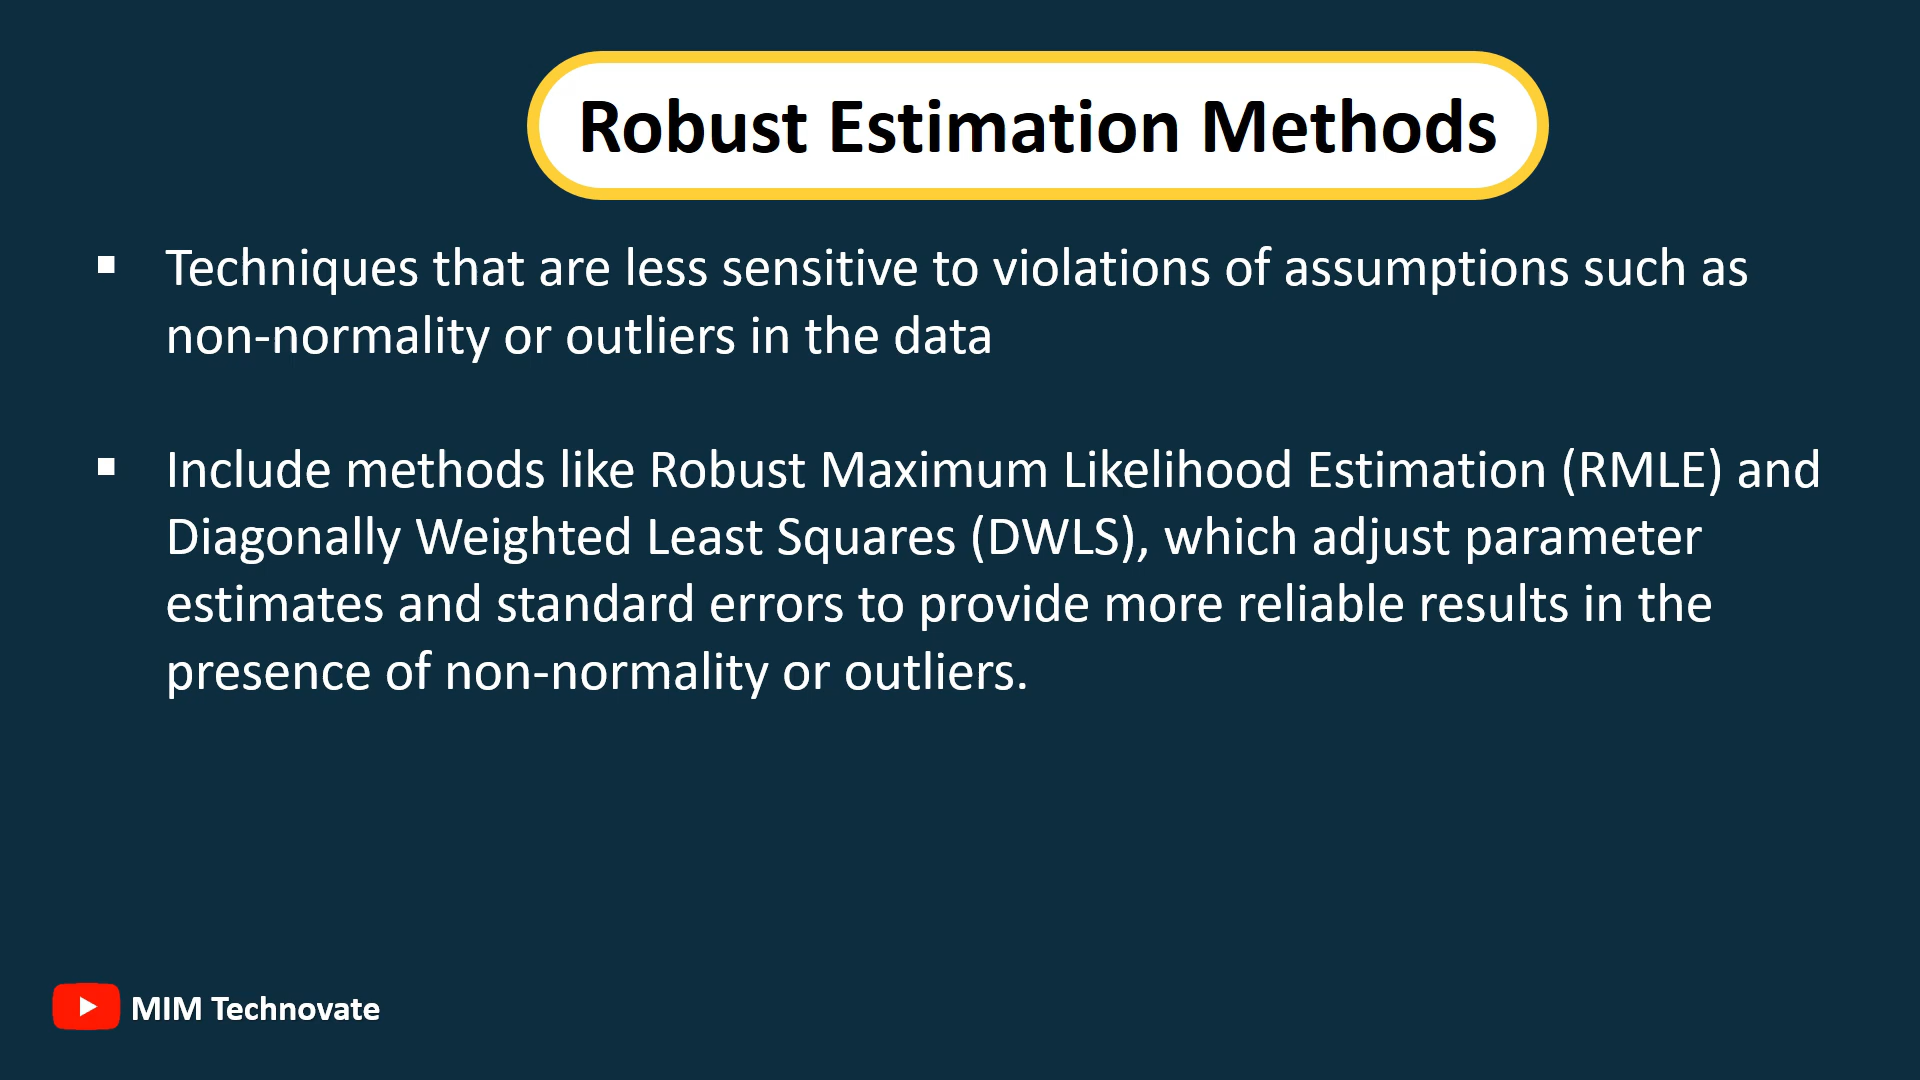 Robust Estimation Methods
▪ Techniques that are less sensitive to violations of assumptions such as
non-normality or outliers in the data
▪ Include methods like Robust Maximum Likelihood Estimation (RMLE) and
Diagonally Weighted Least Squares (DWLS), which adjust parameter
estimates and standard errors to provide more reliable results in the
presence of non-normality or outliers.
MIM Technovate